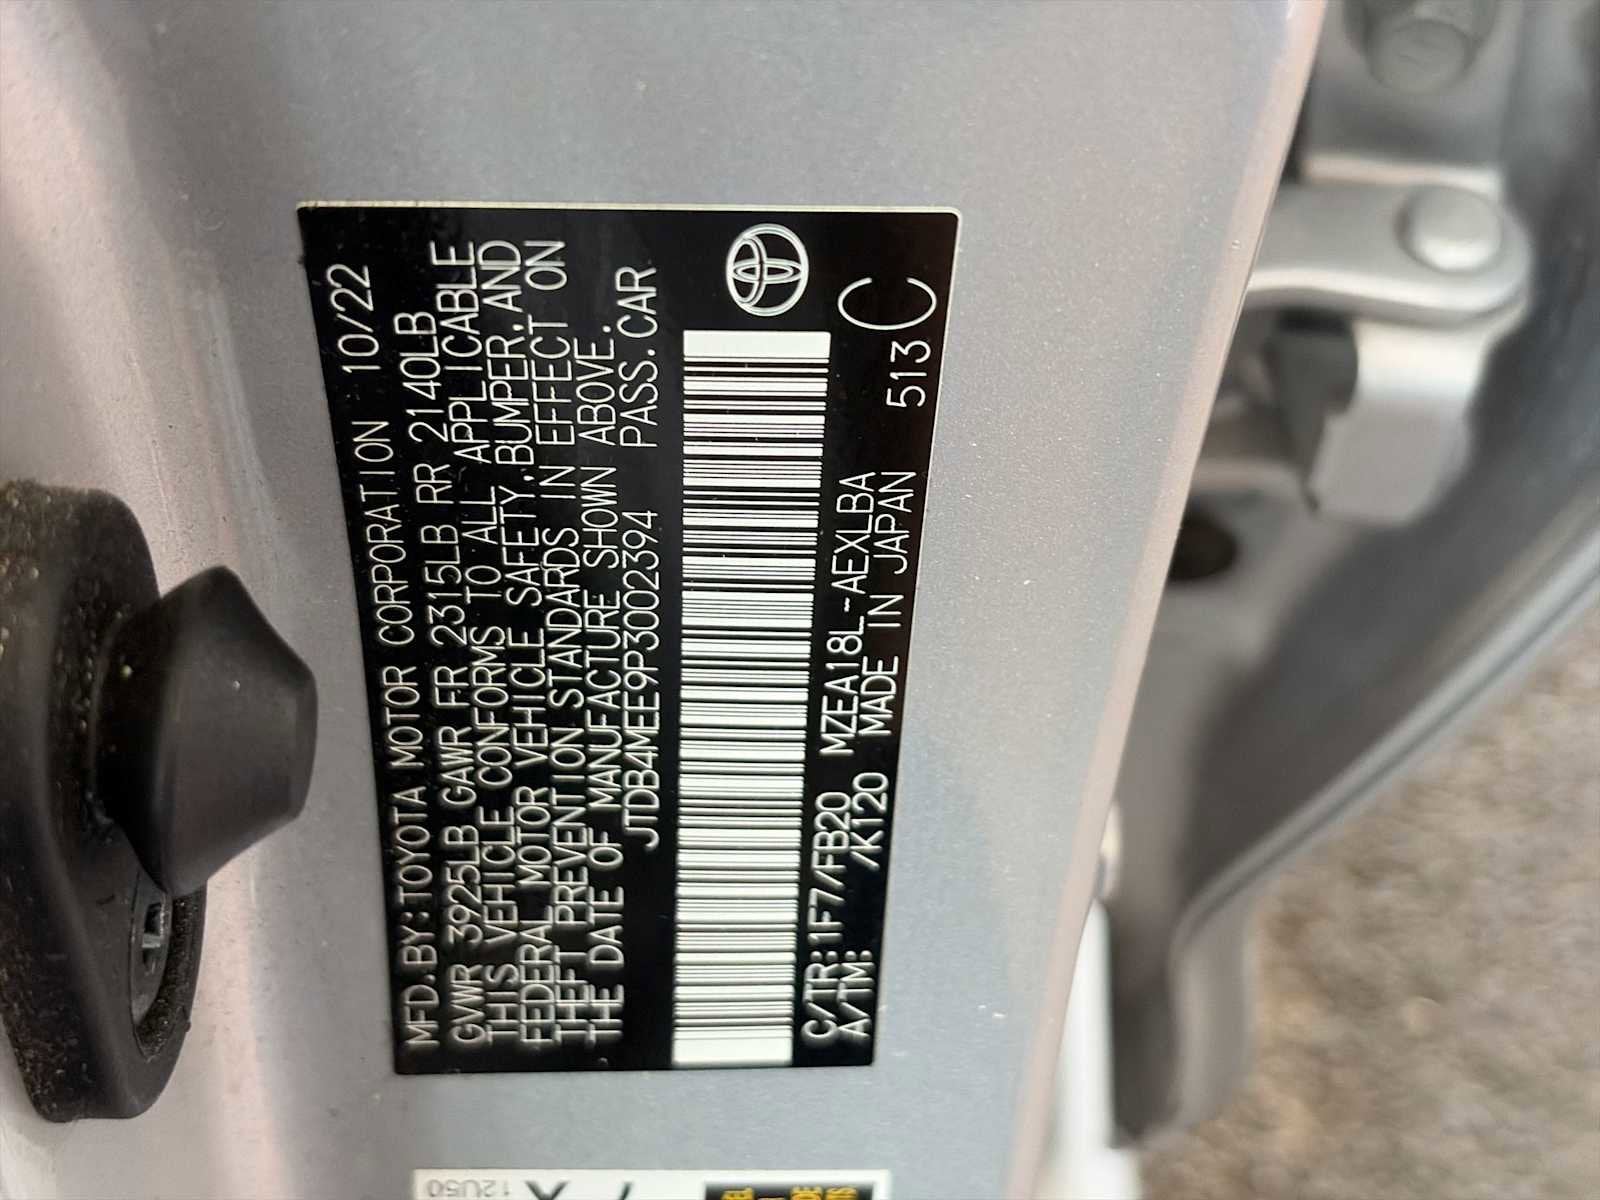 MFD.BY:TOYOTA MOTOR CORPORATION 10/22
GVWR 3925LB GAWR FR 2315LB RR 2140LB
THIS VEHICLE CONFORMS TO ALL APPLICABLE
FEDERAL MOTOR VEHICLE SAFETY,BUMPER,AND
THEFT PREVENTION STANDARDS IN EFFECT ON
THE DATE OF MANUFACTURE SHOWN ABOVE.
JTDB4MEE9P3002394 PASS.CAR
C/TR:1F7/FB20 MZEA18L-AEXLBA
A/TM: /K120 MADE IN JAPAN 513 C
12U50